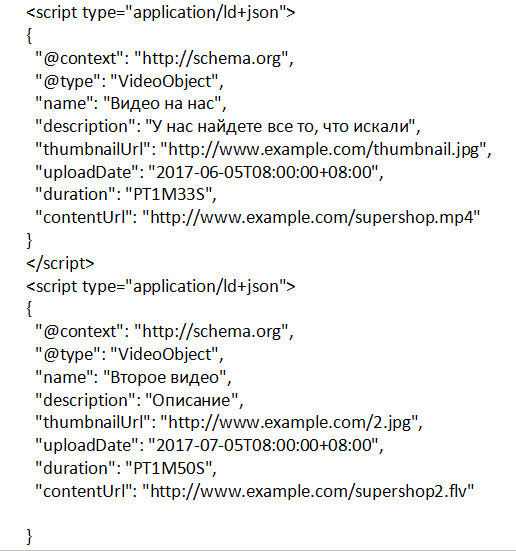 <script type="application/ld+json">
{
"@context": "http://schema.org",
"@type": "VideoObject",
"name": "Видео на нас",
"description": "У нас найдете все то, что искали",
"thumbnailUrl": "http://www.example.com/thumbnail.jpg",
"uploadDate": "2017-06-05T08:00:00+08:00",
"duration": "PT1M33S",
"contentUrl": "http://www.example.com/supershop.mp4"
}
</script>
<script type="application/ld+json">
{
"@context": "http://schema.org",
"@type": "VideoObject",
"name": "Второе видео",
"description": "Описание",
"thumbnailUrl": "http://www.example.com/2.jpg",
"uploadDate": "2017-07-05T08:00:00+08:00",
"duration": "PT1M50S",
"contentUrl": "http://www.example.com/supershop2.flv"
}